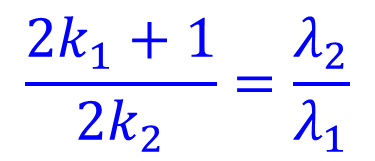 (2k₁ + 1)/(2k₂) = λ₂/λ₁